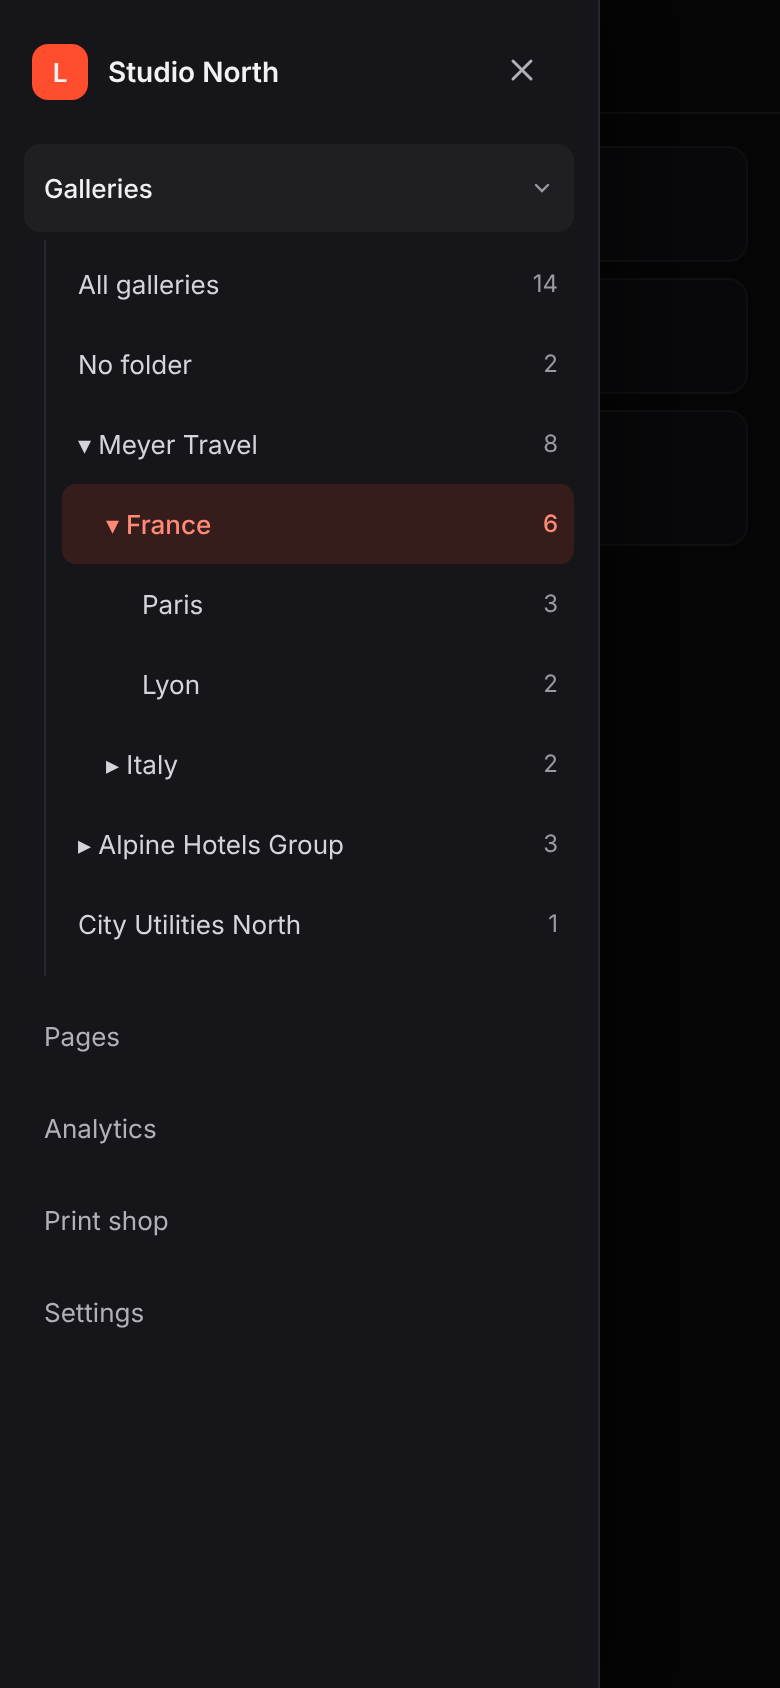 L Studio North
Galleries
All galleries 14
No folder 2
▾ Meyer Travel 8
▾ France 6
Paris 3
Lyon 2
▸ Italy 2
▸ Alpine Hotels Group 3
City Utilities North 1
Pages
Analytics
Print shop
Settings